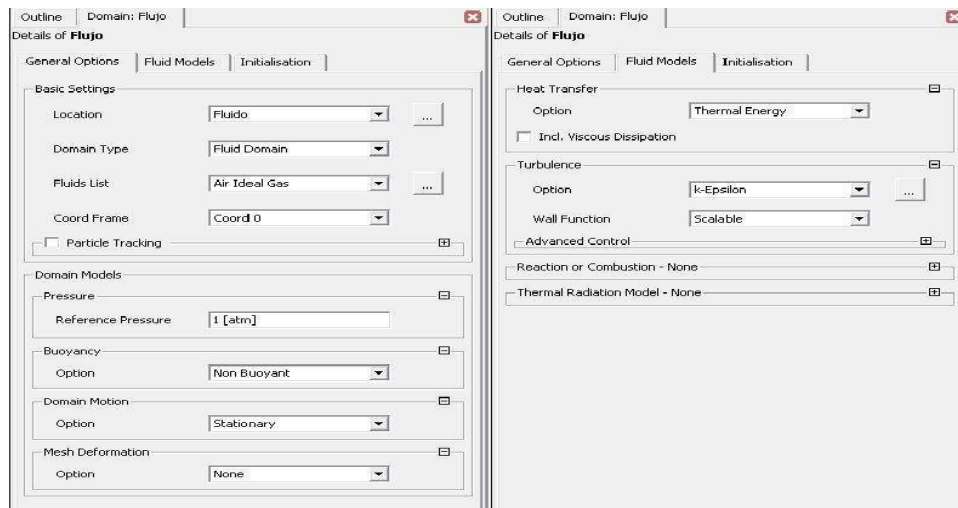 Outline Domain: Flujo
Details of Flujo
General Options Fluid Models Initialisation
Basic Settings
Location Fluido ...
Domain Type Fluid Domain
Fluids List Air Ideal Gas ...
Coord Frame Coord 0
Particle Tracking
Domain Models
Pressure
Reference Pressure 1 [atm]
Buoyancy
Option Non Buoyant
Domain Motion
Option Stationary
Mesh Deformation
Option None
Outline Domain: Flujo
Details of Flujo
General Options Fluid Models Initialisation
Heat Transfer
Option Thermal Energy
Incl. Viscous Dissipation
Turbulence
Option k-Epsilon ...
Wall Function Scalable
Advanced Control
Reaction or Combustion - None
Thermal Radiation Model - None